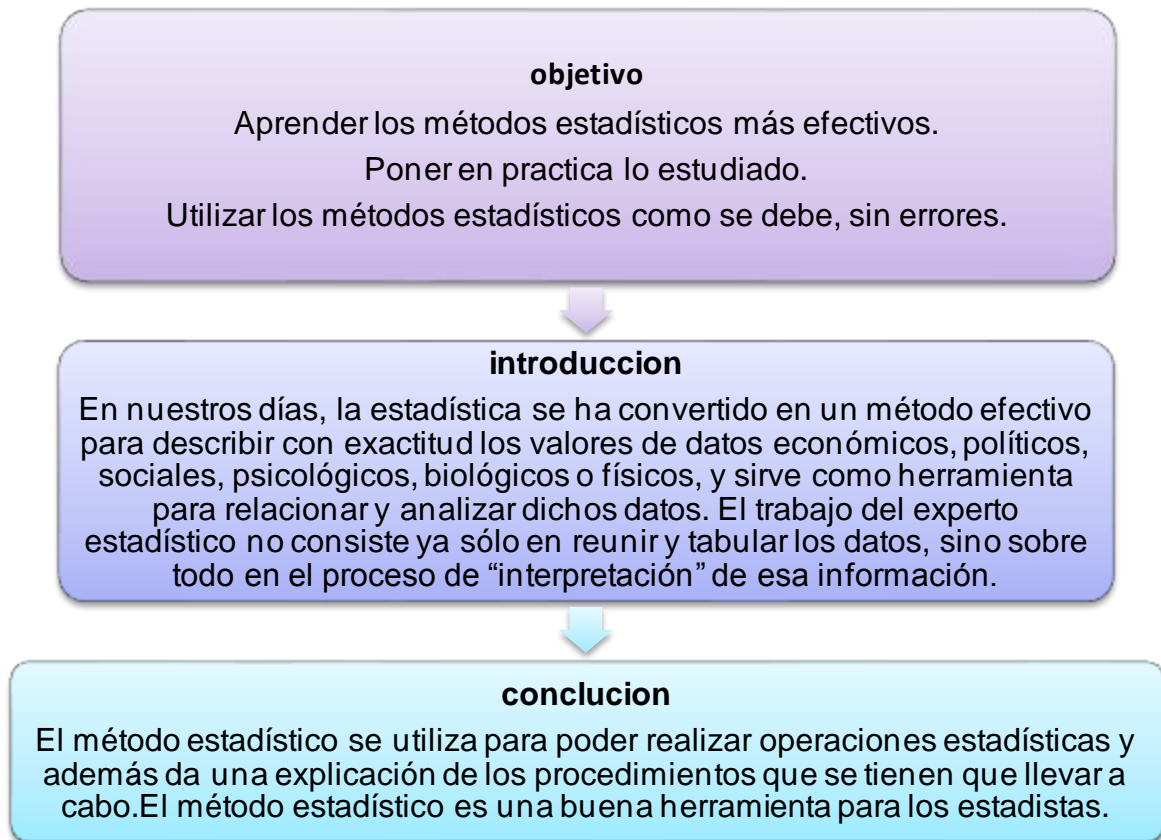 objetivo
Aprender los métodos estadísticos más efectivos.
Poner en practica lo estudiado.
Utilizar los métodos estadísticos como se debe, sin errores.
introduccion
En nuestros días, la estadística se ha convertido en un método efectivo
para describir con exactitud los valores de datos económicos, políticos,
sociales, psicológicos, biológicos o físicos, y sirve como herramienta
para relacionar y analizar dichos datos. El trabajo del experto
estadístico no consiste ya sólo en reunir y tabular los datos, sino sobre
todo en el proceso de “interpretación” de esa información.
conclucion
El método estadístico se utiliza para poder realizar operaciones estadísticas y
además da una explicación de los procedimientos que se tienen que llevar a
cabo.El método estadístico es una buena herramienta para los estadistas.